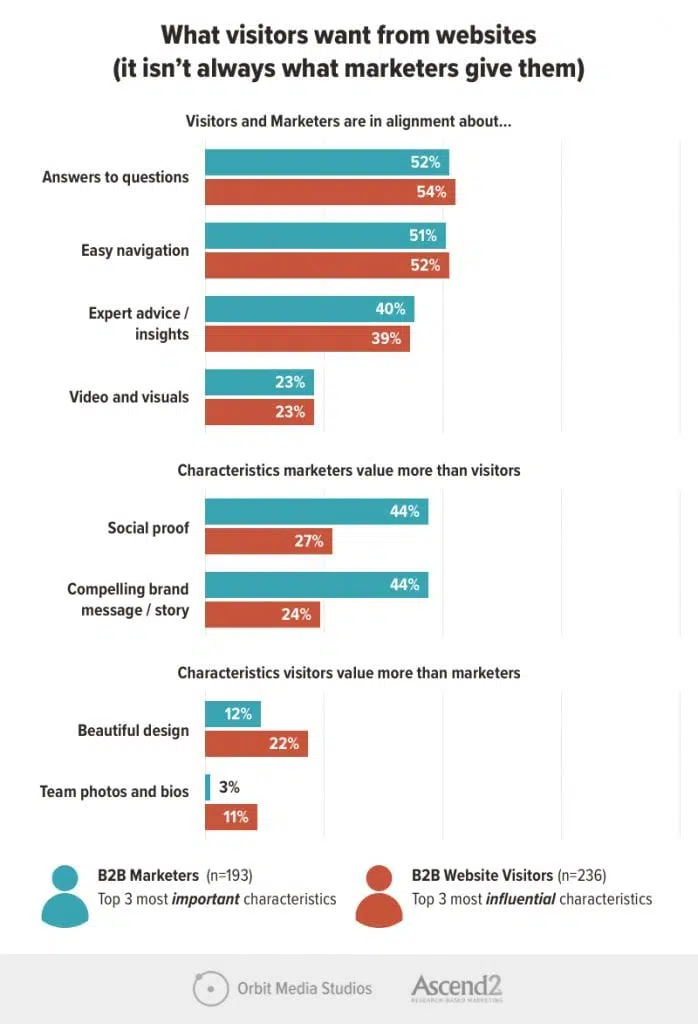 What visitors want from websites
(it isn't always what marketers give them)
Visitors and Marketers are in alignment about...
Answers to questions
52%
54%
Easy navigation
51%
52%
Expert advice /
insights
40%
39%
Video and visuals
23%
23%
Characteristics marketers value more than visitors
Social proof
44%
27%
Compelling brand
message / story
44%
24%
Characteristics visitors value more than marketers
Beautiful design
12%
22%
Team photos and bios
3%
11%
B2B Marketers (n=193)
Top 3 most important characteristics
B2B Website Visitors (n=236)
Top 3 most influential characteristics
Orbit Media Studios
Ascend2
RESEARCH-BASED MARKETING